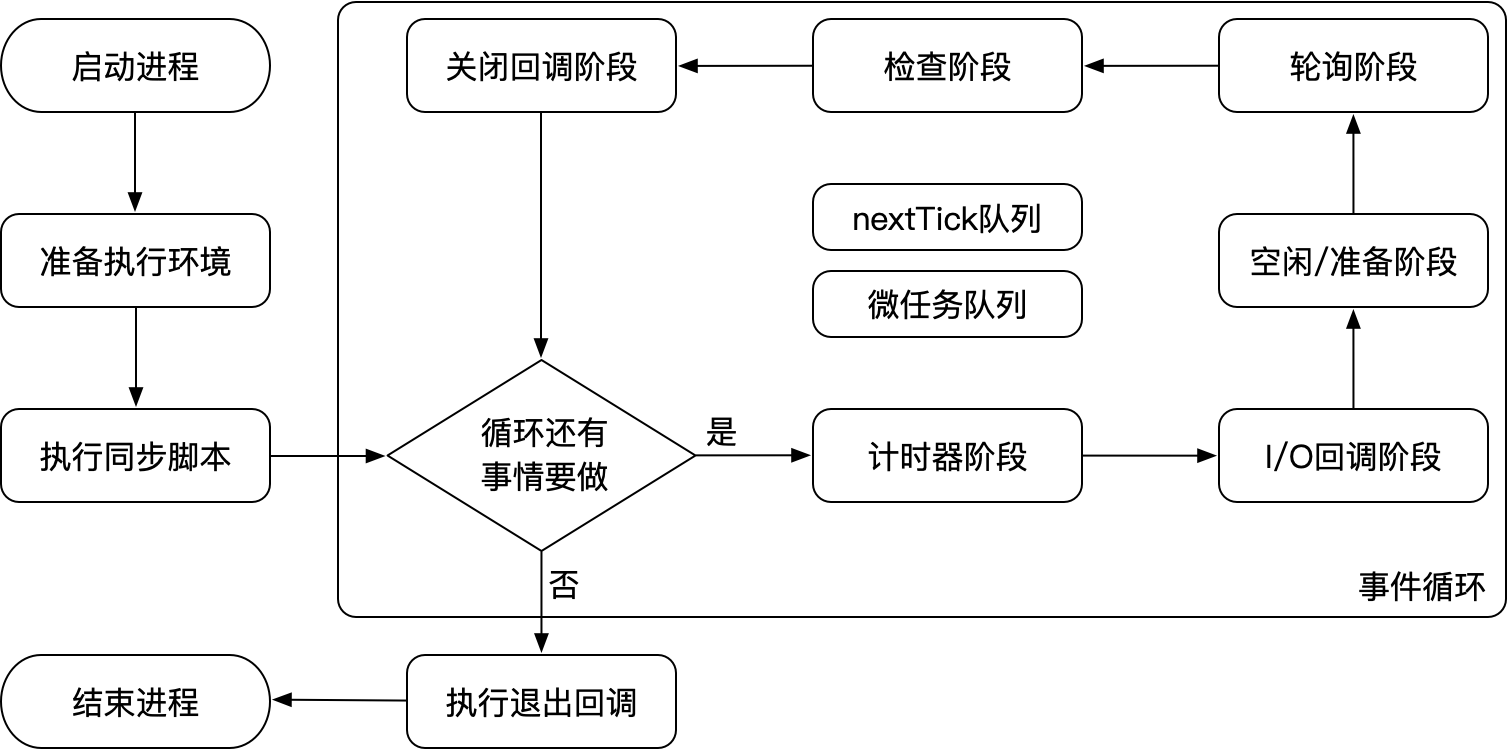 启动进程
关闭回调阶段
检查阶段
轮询阶段
nextTick队列
准备执行环境
空闲/准备阶段
微任务队列
执行同步脚本
循环还有
事情要做
是
计时器阶段
I/O回调阶段
否
事件循环
结束进程
执行退出回调